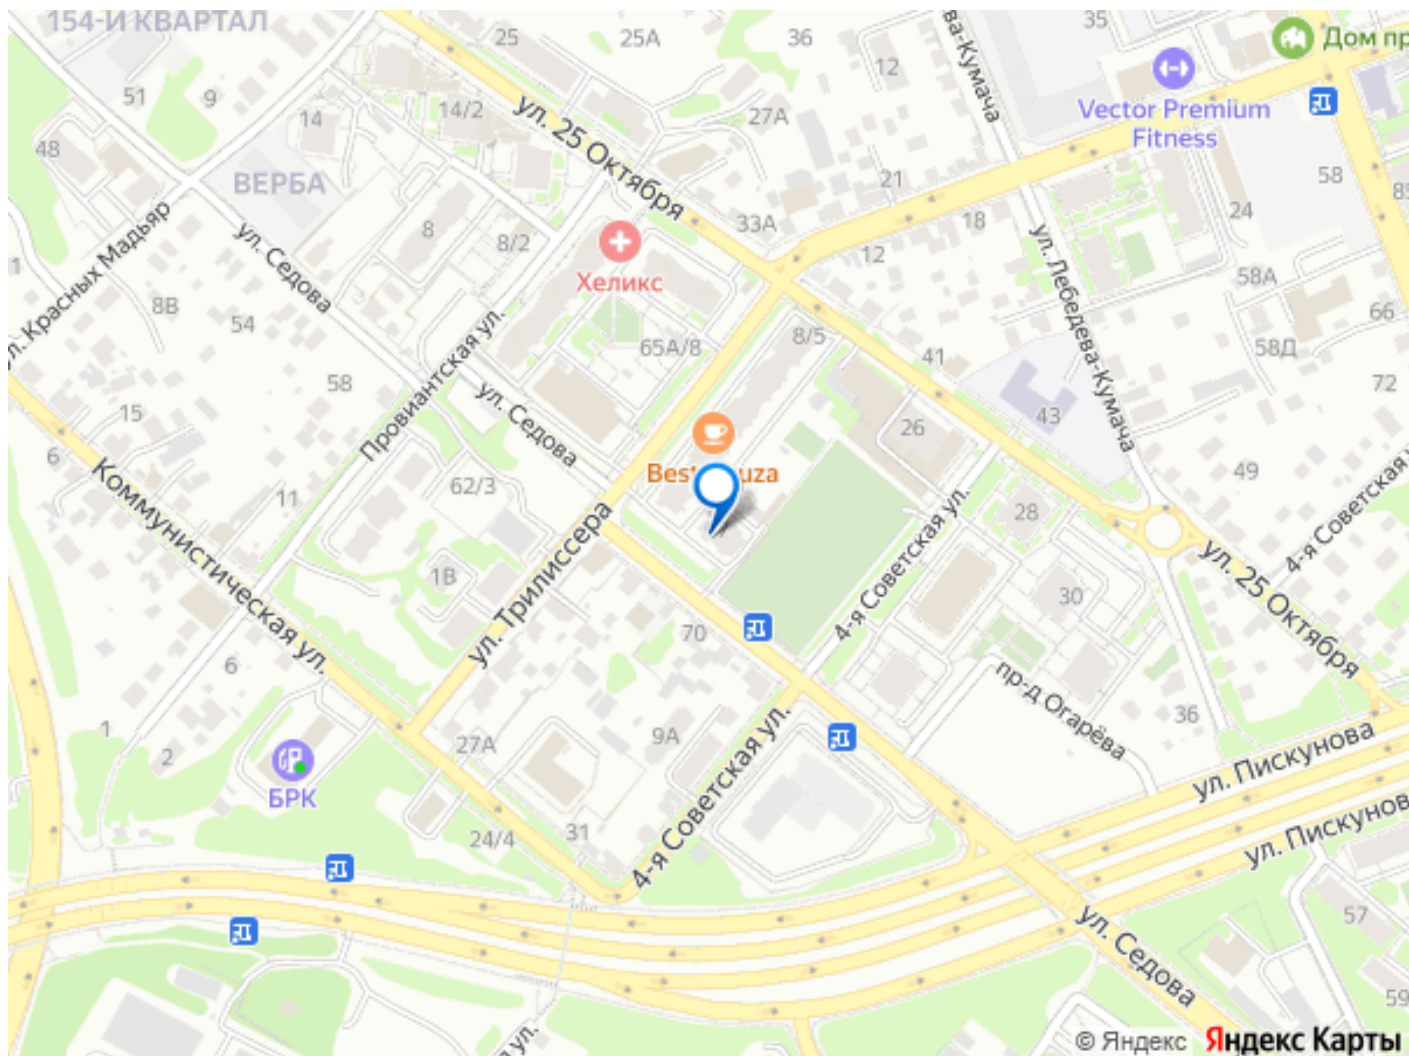 154-Й КВАРТАЛ
25
25А
36
35
ва-Кумача
Дом пр
12
51
9
14/2
14
27А
Vector Premium
Fitness
48
ул. 25 Октября
ВЕРБА
21
58
85
24
18
33А
8
8/2
12
ул. Седова
ул. Красных Мадьяр
Хеликс
ул. Лебедева-Кумача
58А
66
1
8В
54
58Д
Провиантская ул.
65А/8
8/5
41
72
58
ул. Седова
43
15
26
6
49
Коммунистическая ул.
62/3
11
28
4-я Советская ул.
4-я Советская у
ул. Трилиссера
1В
30
ул. 25 Октября
70
6
пр-д Огарёва
36
1
2
27А
9А
ул. Пискунова
БРК
4-я Советская ул.
24/4
31
ул. Пискунов
57
ул. Седова
59
я ул.
© Яндекс Яндекс Карты